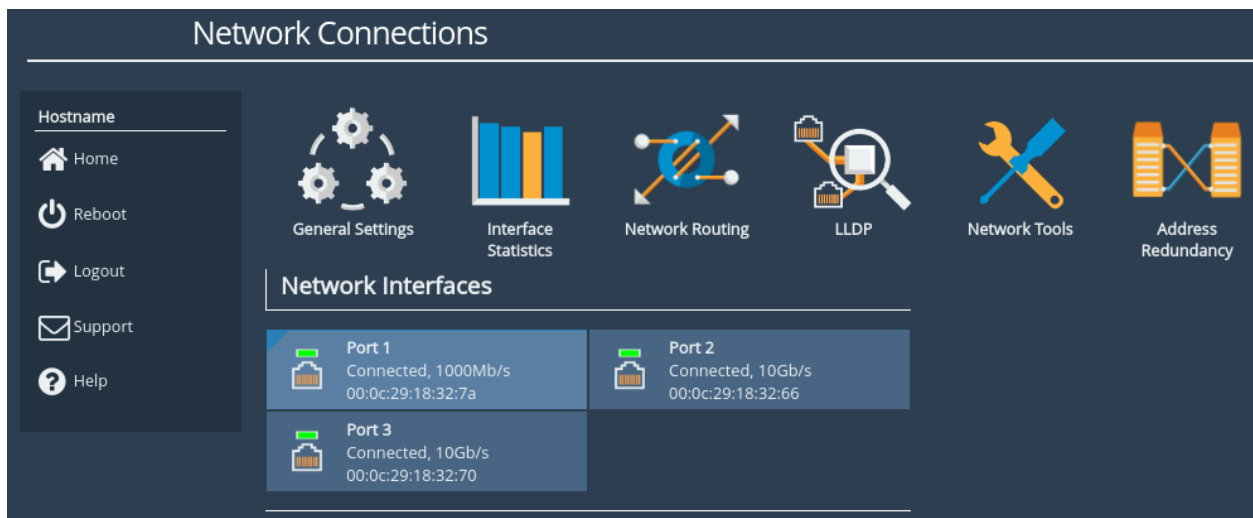 Network Connections
Hostname
Home
Reboot
Logout
Support
Help
General Settings
Interface
Statistics
Network Routing
LLDP
Network Tools
Address
Redundancy
Network Interfaces
Port 1
Connected, 1000Mb/s
00:0c:29:18:32:7a
Port 2
Connected, 10Gb/s
00:0c:29:18:32:66
Port 3
Connected, 10Gb/s
00:0c:29:18:32:70